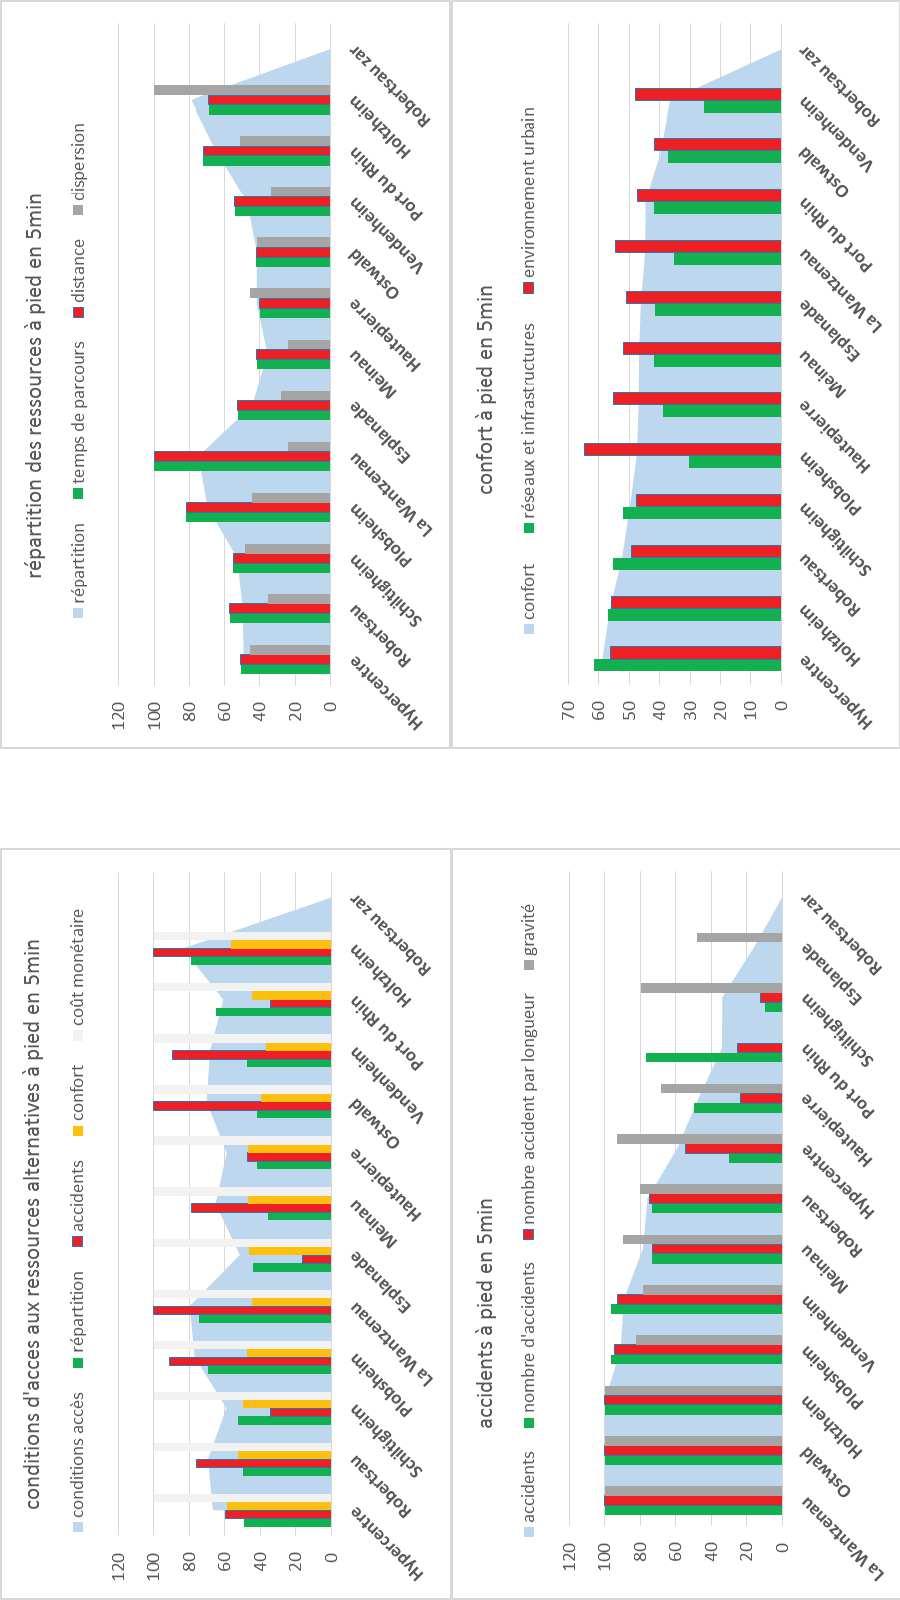 conditions d'acces aux ressources alternatives à pied en 5min
conditions accès répartition accidents confort coût monétaire
120
100
80
60
40
20
0
Hypercentre Robertsau Schiltigheim Plobsheim La Wantzenau Esplanade Meinau Hautepierre Ostwald Vendenheim Port du Rhin Holtzheim Robertsau zar
répartition des ressources à pied en 5min
répartition temps de parcours distance dispersion
120
100
80
60
40
20
0
Hypercentre Robertsau Schiltigheim Plobsheim La Wantzenau Esplanade Meinau Hautepierre Ostwald Vendenheim Port du Rhin Holtzheim Robertsau zar
accidents à pied en 5min
accidents nombre d'accidents nombre accident par longueur gravité
120
100
80
60
40
20
0
La Wantzenau Ostwald Holtzheim Plobsheim Vendenheim Meinau Robertsau Hypercentre Hautepierre Port du Rhin Schiltigheim Esplanade Robertsau zar
confort à pied en 5min
confort réseaux et infrastructures environnement urbain
70
60
50
40
30
20
10
0
Hypercentre Holtzheim Robertsau Schiltigheim Plobsheim Hautepierre Meinau Esplanade La Wantzenau Port du Rhin Ostwald Vendenheim Robertsau zar